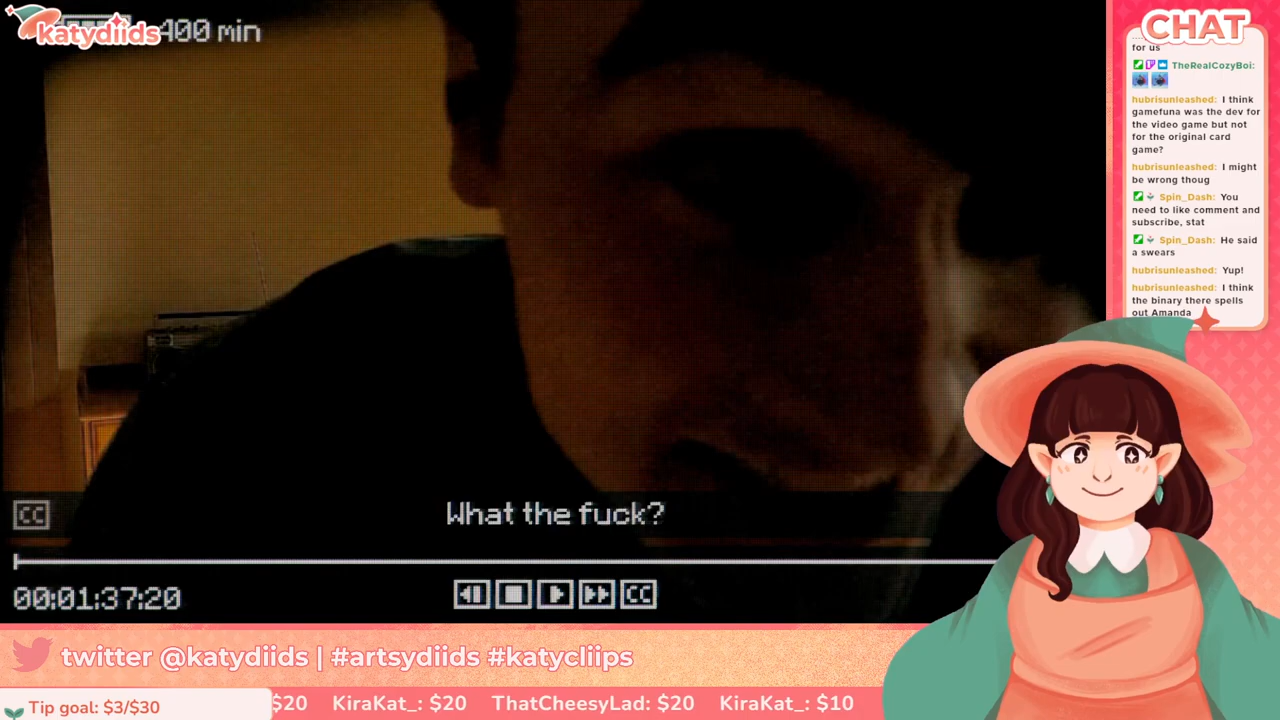 katydiids
400 min
CHAT
for us
TheRealCozyBoi:
hubrisunleashed: I think
gamefuna was the dev for
the video game but not
for the original card
game?
hubrisunleashed: I might
be wrong thoug
Spin_Dash: You
need to like comment and
subscribe, stat
Spin_Dash: He said
a swears
hubrisunleashed: Yup!
hubrisunleashed: I think
the binary there spells
out Amanda
CC
What the fuck?
00:01:37:20
CC
twitter @katydiids | #artsydiids #katycliips
Tip goal: $3/$30
$20 KiraKat_: $20 ThatCheesyLad: $20 KiraKat_: $10